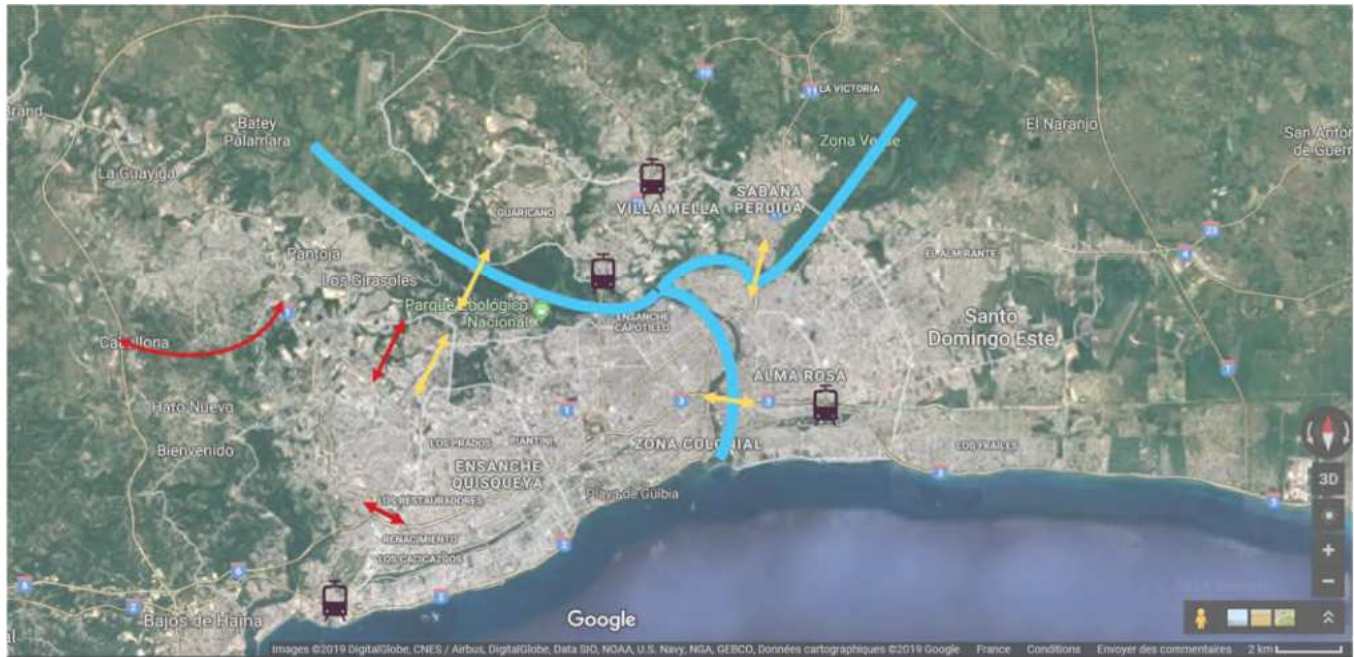 LA VICTORIA
Batey
Palamara
Zona Verde
El Naranjo
La Guayiga
SABANA
PERDIDA
VILLA MELLA
GUARICANO
Pantoja
EL ALMIRANTE
Los Girasoles
Parque Zoológico
Nacional
ENSANCHE
CAPOTILLO
Santo
Domingo Este
ALMA ROSA
Hato Nuevo
Bienvenido
LOS PRADOS
PIANTINI
ZONA COLONIAL
LOS FRAILES
ENSANCHE
QUISQUEYA
LOS RESTAURADORES
Playa de Güibia
RENACIMIENTO
LOS CACICAZGOS
3D
Bajos de Haina
Google
Images ©2019 DigitalGlobe, CNES / Airbus, DigitalGlobe, Data SIO, NOAA, U.S. Navy, NGA, GEBCO, Données cartographiques ©2019 Google France Conditions Envoyer des commentaires 2 km